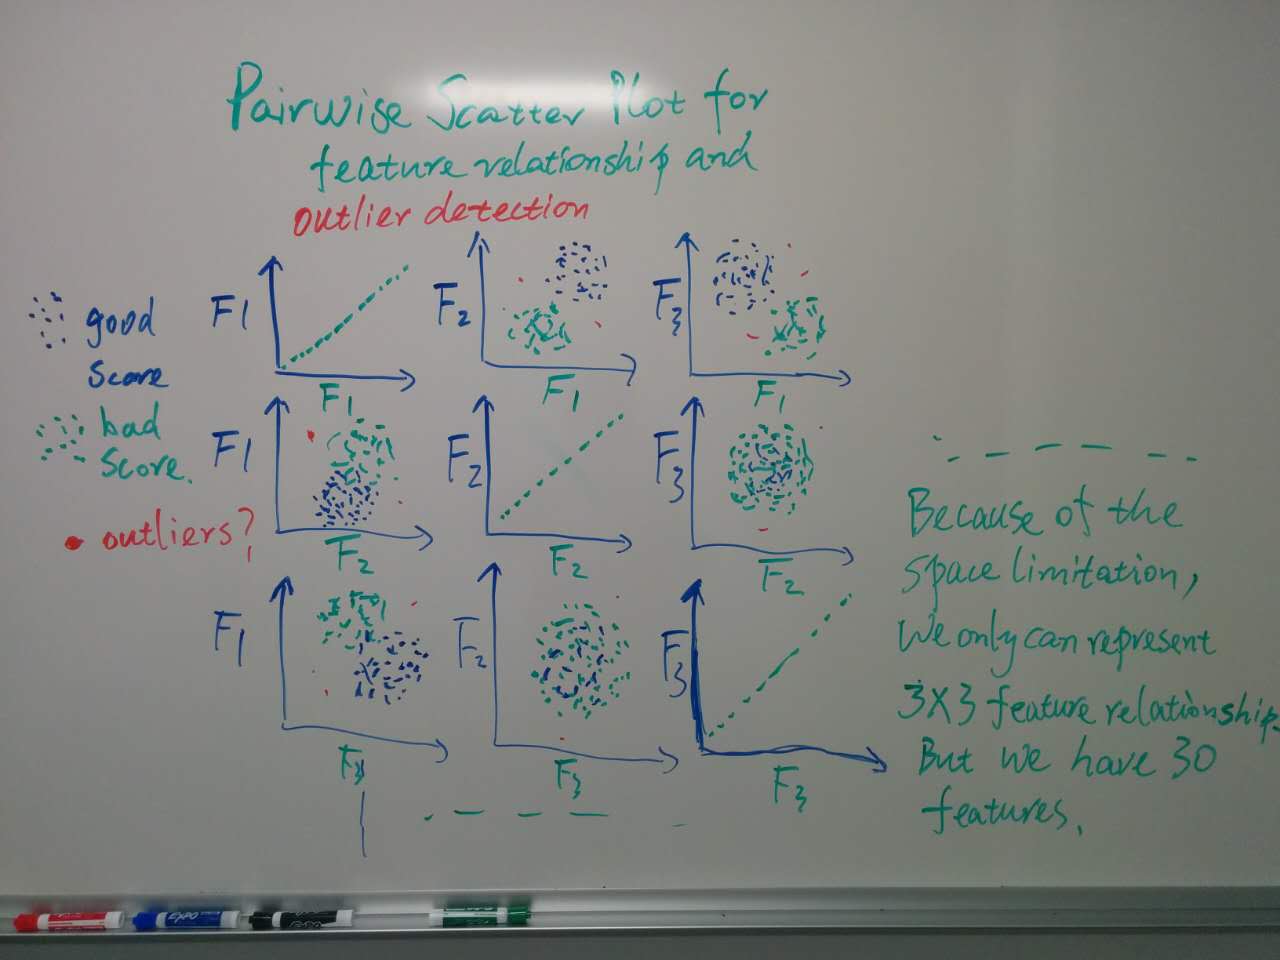 Pairwise Scatter Plot for
feature relationship and
outlier detection
good
score
bad
score.
outliers?
F1
F1
F2
F1
F3
F1
F1
F2
F2
F2
F3
F2
F1
F3
F2
F3
F3
F3
Because of the
space limitation,
We only can represent
3X3 feature relationship.
But we have 30
features.
EXPO